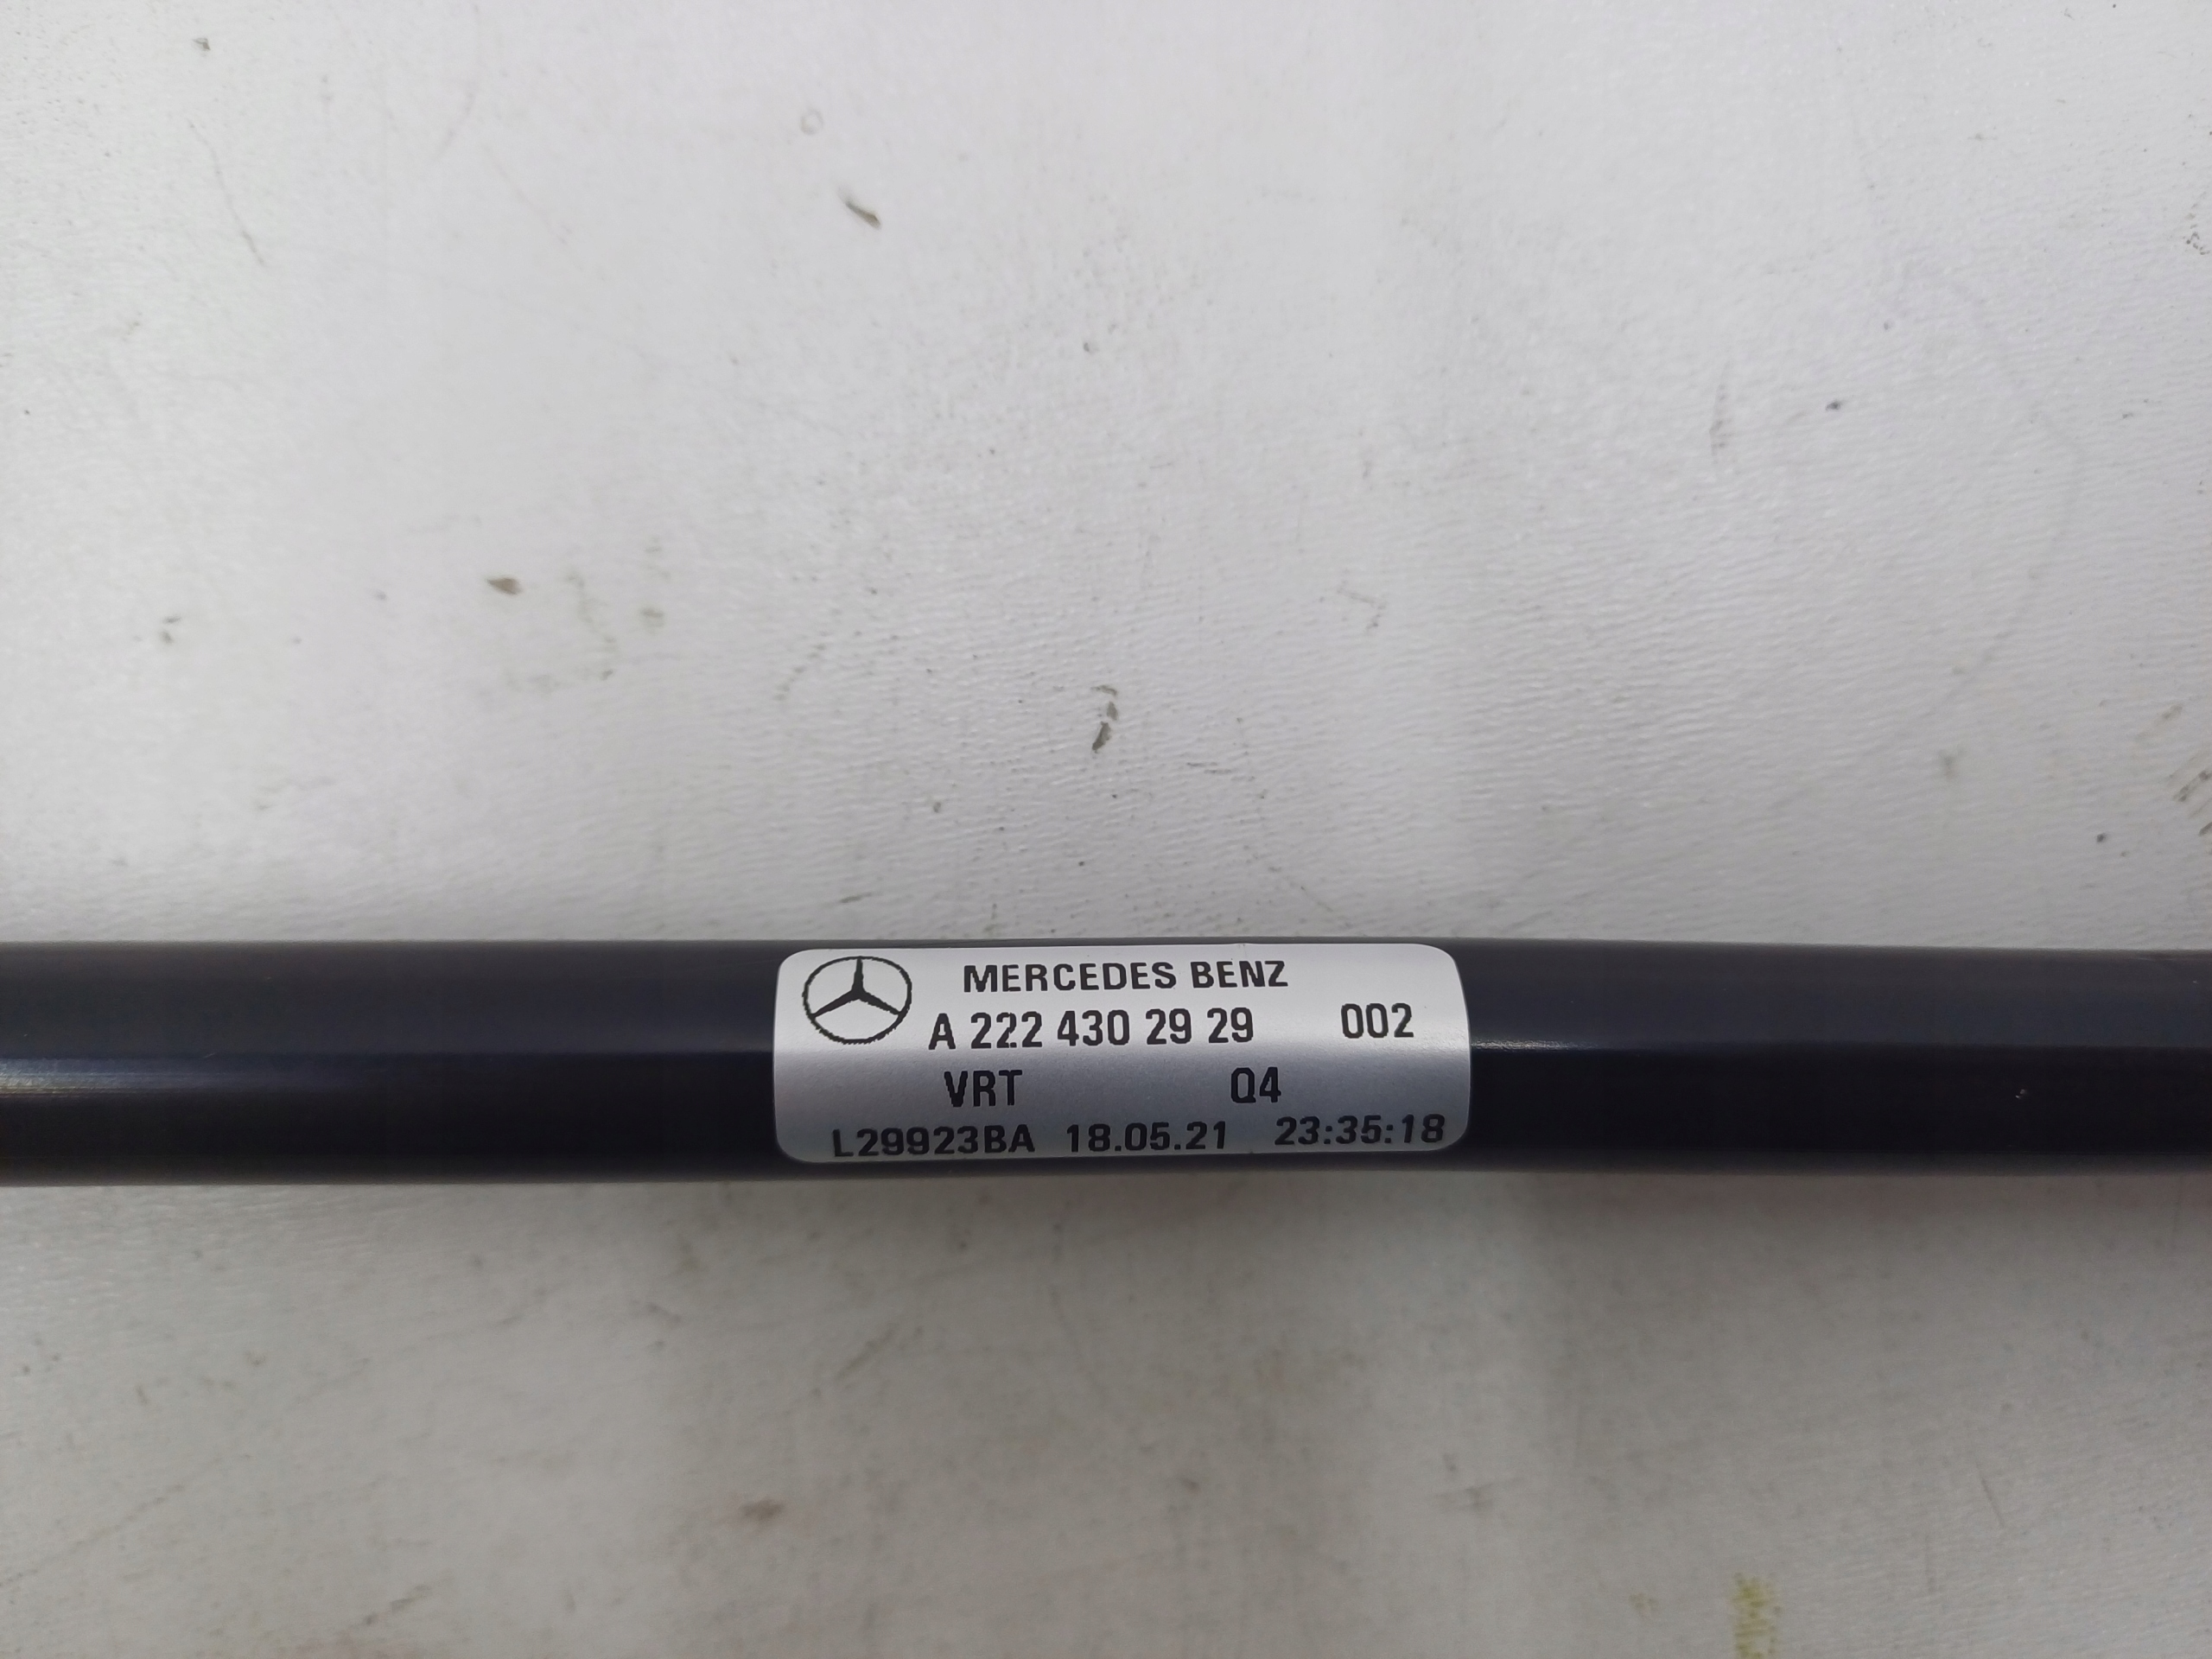 MERCEDES BENZ
A 222 430 29 29 002
VRT Q4
L29923BA 18.05.21 23:35:18